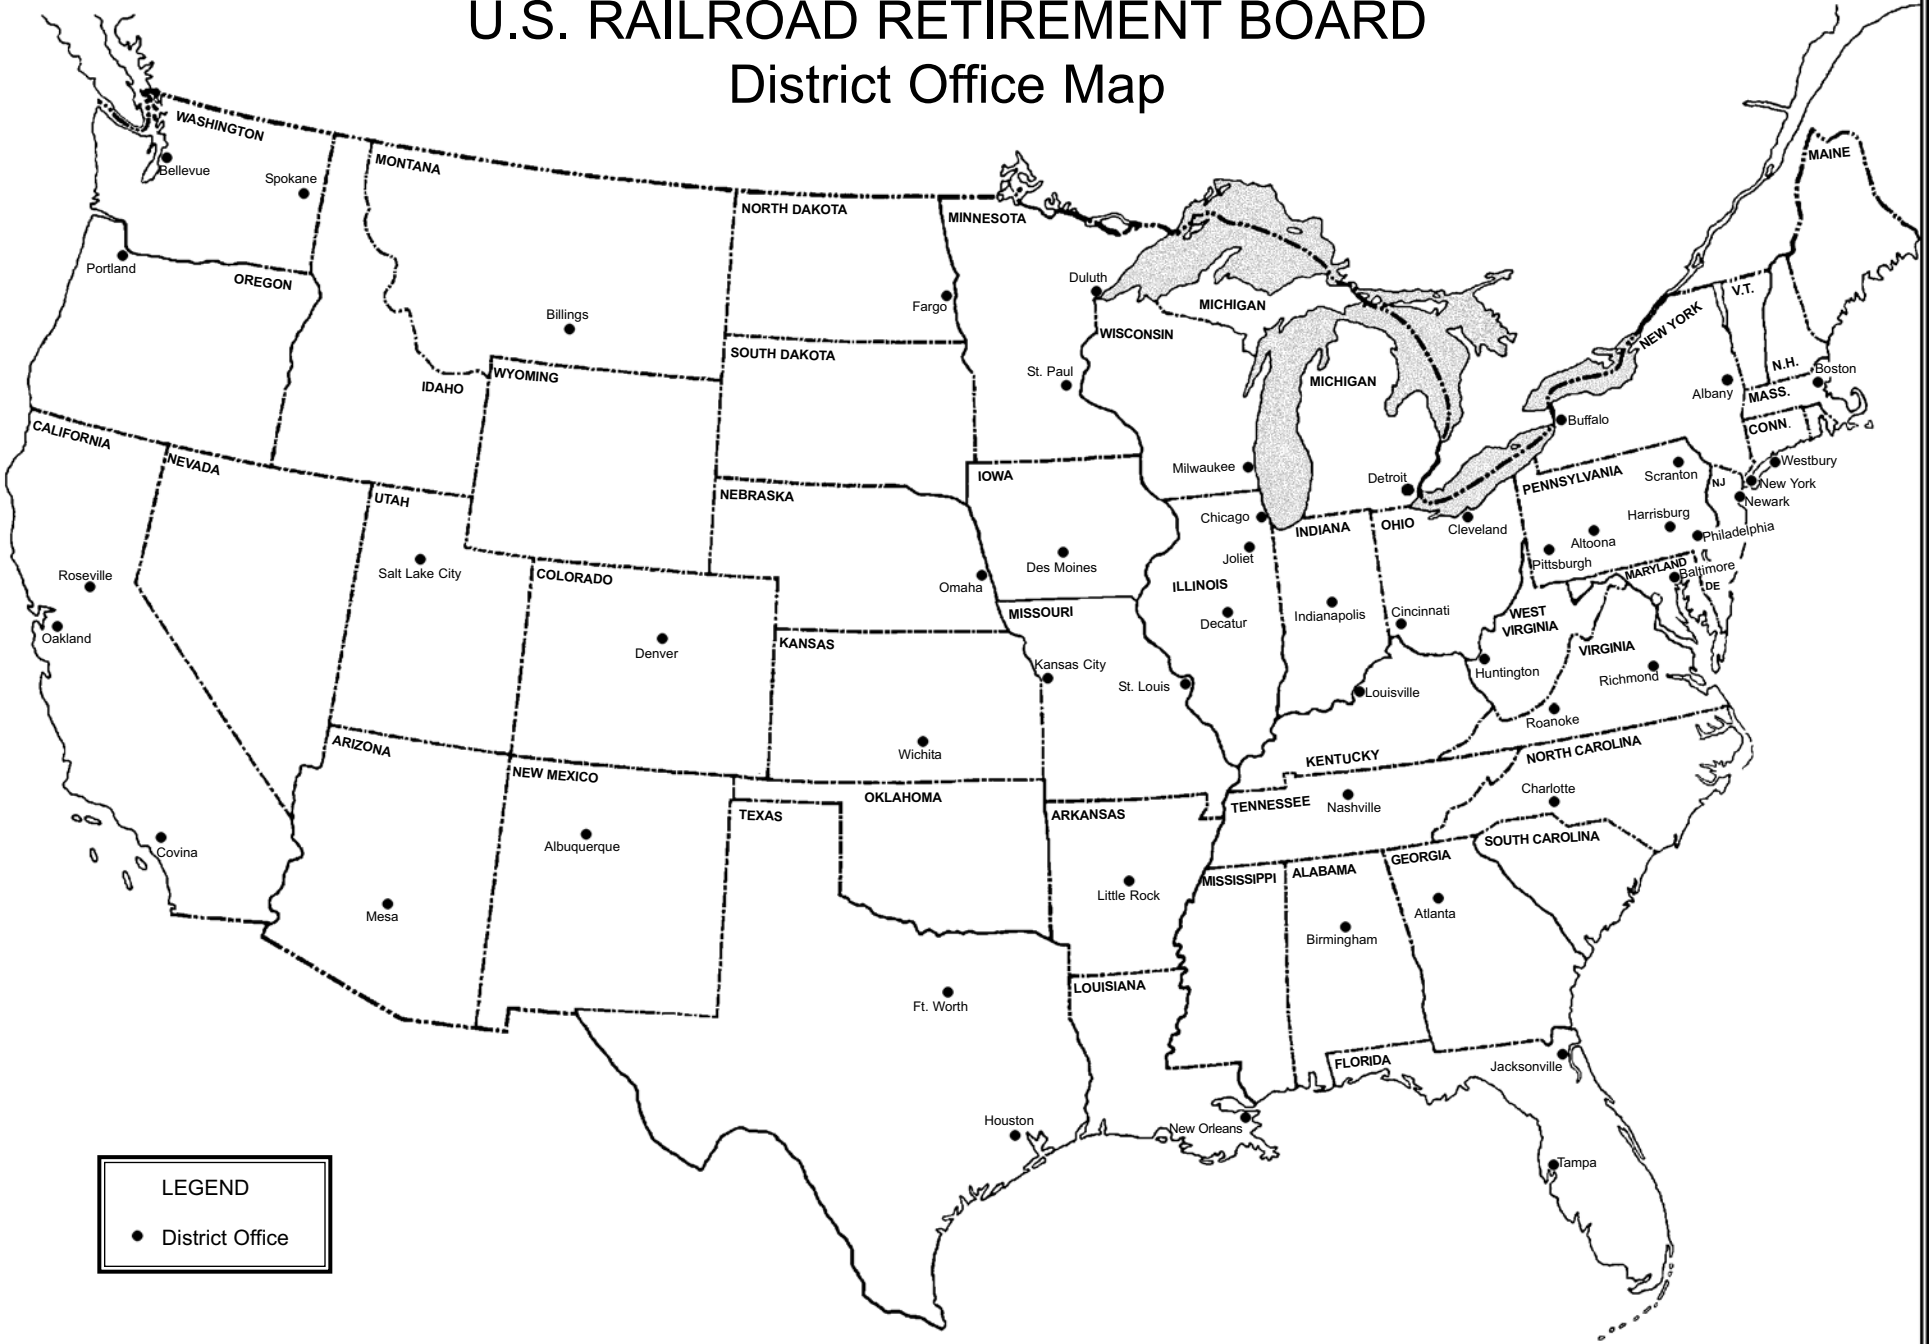 U.S. RAILROAD RETIREMENT BOARD
District Office Map
WASHINGTON
Bellevue
Spokane
MONTANA
MAINE
NORTH DAKOTA
MINNESOTA
Portland
OREGON
Duluth
Fargo
MICHIGAN
V.T.
Billings
WISCONSIN
NEW YORK
SOUTH DAKOTA
St. Paul
WYOMING
IDAHO
MICHIGAN
N.H.
Boston
Albany
MASS.
Buffalo
CONN.
CALIFORNIA
NEVADA
Milwaukee
Westbury
IOWA
Detroit
PENNSYLVANIA
Scranton
NJ
New York
Newark
UTAH
NEBRASKA
Chicago
INDIANA
OHIO
Cleveland
Harrisburg
Philadelphia
Altoona
Pittsburgh
Joliet
Des Moines
Salt Lake City
COLORADO
Roseville
Omaha
ILLINOIS
MARYLAND
Baltimore
DE
MISSOURI
Decatur
Indianapolis
Cincinnati
WEST
VIRGINIA
Oakland
Denver
KANSAS
VIRGINIA
Kansas City
St. Louis
Louisville
Huntington
Richmond
Roanoke
ARIZONA
Wichita
KENTUCKY
NORTH CAROLINA
NEW MEXICO
OKLAHOMA
TEXAS
ARKANSAS
TENNESSEE
Nashville
Charlotte
SOUTH CAROLINA
Covina
Albuquerque
GEORGIA
MISSISSIPPI
ALABAMA
Little Rock
Mesa
Atlanta
Birmingham
LOUISIANA
Ft. Worth
FLORIDA
Jacksonville
Houston
New Orleans
Tampa
LEGEND
District Office